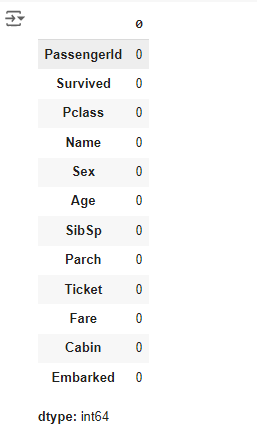 0
PassengerId 0
Survived 0
Pclass 0
Name 0
Sex 0
Age 0
SibSp 0
Parch 0
Ticket 0
Fare 0
Cabin 0
Embarked 0
dtype: int64